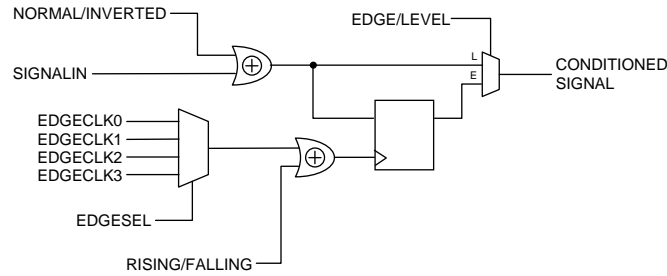 NORMAL/INVERTED
EDGE/LEVEL
SIGNALIN
L
E
CONDITIONED
SIGNAL
EDGECLK0
EDGECLK1
EDGECLK2
EDGECLK3
EDGESEL
RISING/FALLING